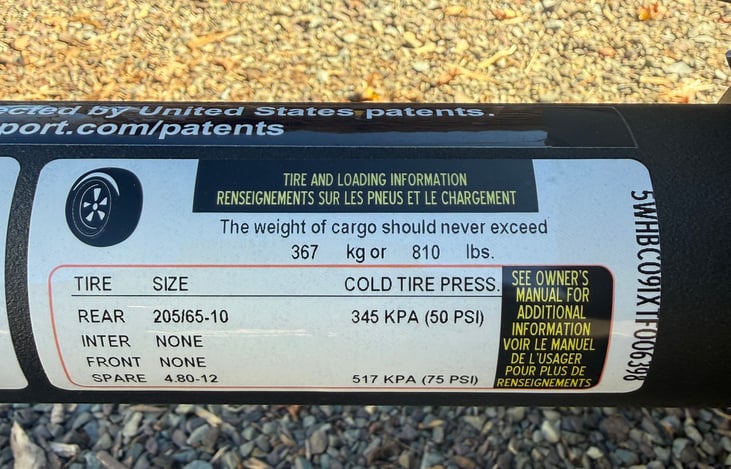 by United States patents.
port.com/patents
TIRE AND LOADING INFORMATION
RENSEIGNEMENTS SUR LES PNEUS ET LE CHARGEMENT
The weight of cargo should never exceed
367 kg or 810 lbs.
TIRE SIZE COLD TIRE PRESS.
REAR 205/65-10 345 KPA (50 PSI)
INTER NONE
FRONT NONE
SPARE 4.80-12 517 KPA (75 PSI)
SEE OWNER'S
MANUAL FOR
ADDITIONAL
INFORMATION
VOIR LE MANUEL
DE L'USAGER
POUR PLUS DE
RENSEIGNEMENTS
5WHBC091X1F006398